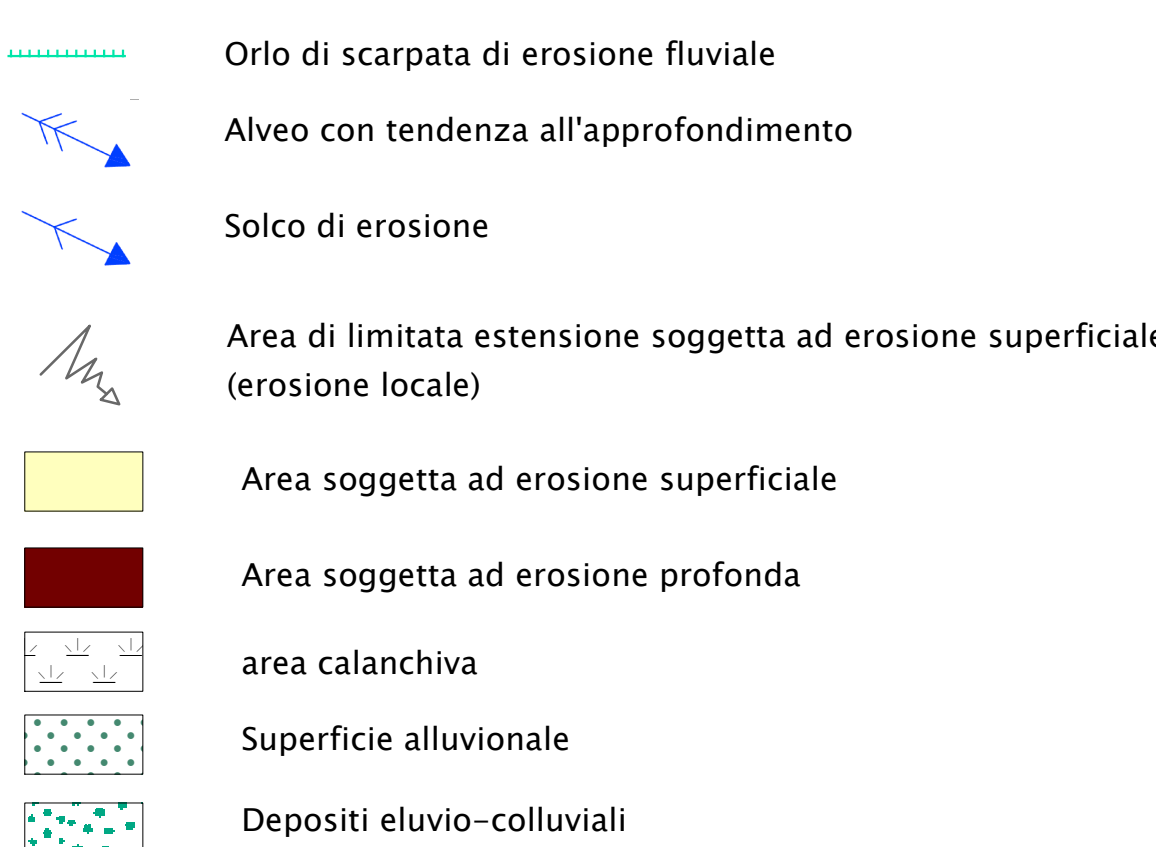 Orlo di scarpata di erosione fluviale
Alveo con tendenza all'approfondimento
Solco di erosione
Area di limitata estensione soggetta ad erosione superficiale
(erosione locale)
Area soggetta ad erosione superficiale
Area soggetta ad erosione profonda
area calanchiva
Superficie alluvionale
Depositi eluvio-colluviali